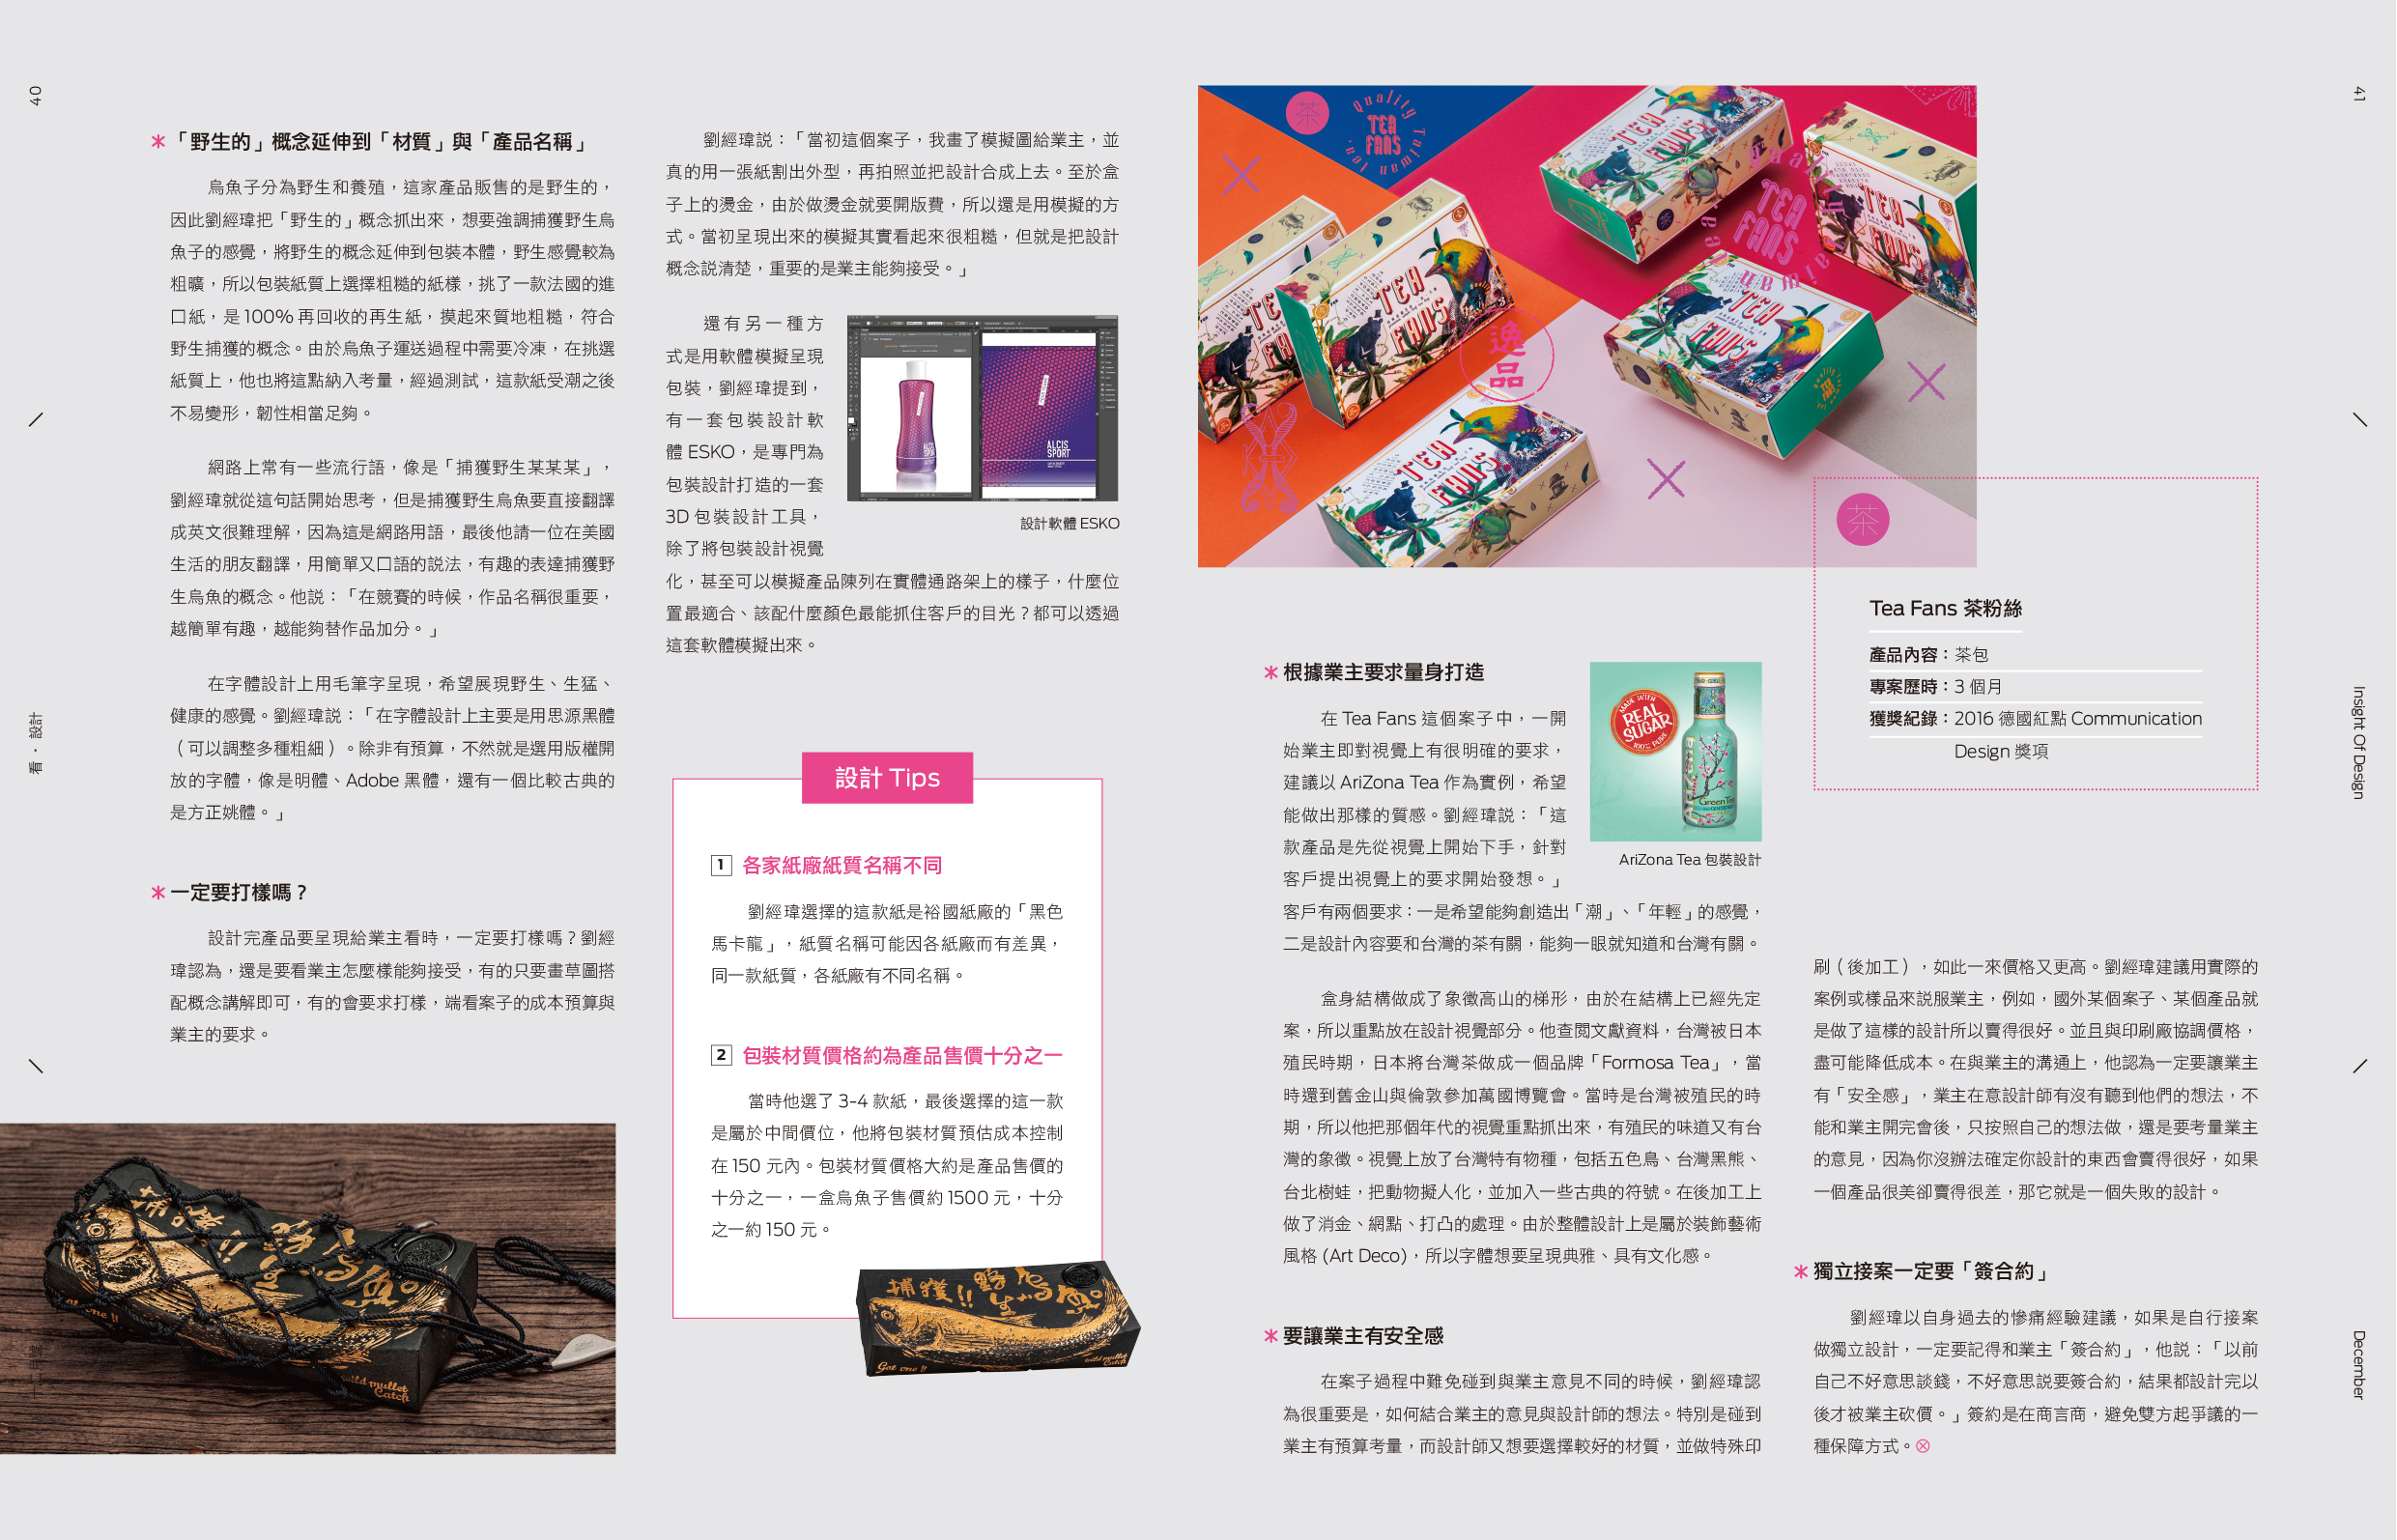 40
＊「野生的」概念延伸到「材質」與「產品名稱」
烏魚子分為野生和養殖，這家產品販售的是野生的，
因此劉經瑋把「野生的」概念抓出來，想要強調捕獲野生烏
魚子的感覺，將野生的概念延伸到包裝本體，野生感覺較為
粗曠，所以包裝紙質上選擇粗糙的紙樣，挑了一款法國的進
口紙，是 100% 再回收的再生紙，摸起來質地粗糙，符合
野生捕獲的概念。由於烏魚子運送過程中需要冷凍，在挑選
紙質上，他也將這點納入考量，經過測試，這款紙受潮之後
不易變形，韌性相當足夠。
網路上常有一些流行語，像是「捕獲野生某某某」，
劉經瑋就從這句話開始思考，但是捕獲野生烏魚要直接翻譯
成英文很難理解，因為這是網路用語，最後他請一位在美國
生活的朋友翻譯，用簡單又口語的說法，有趣的表達捕獲野
生烏魚的概念。他說：「在競賽的時候，作品名稱很重要，
越簡單有趣，越能夠替作品加分。」
在字體設計上用毛筆字呈現，希望展現野生、生猛、
健康的感覺。劉經瑋說：「在字體設計上主要是用思源黑體
（可以調整多種粗細）。除非有預算，不然就是選用版權開
放的字體，像是明體、Adobe 黑體，還有一個比較古典的
是方正姚體。」
＊一定要打樣嗎？
設計完產品要呈現給業主看時，一定要打樣嗎？劉經
瑋認為，還是要看業主怎麼樣能夠接受，有的只要畫草圖搭
配概念講解即可，有的會要求打樣，端看案子的成本預算與
業主的要求。
看・設計
十二月號
捕獲!!
wild mullet
Catch
劉經瑋說：「當初這個案子，我畫了模擬圖給業主，並
真的用一張紙割出外型，再拍照並把設計合成上去。至於盒
子上的燙金，由於做燙金就要開版費，所以還是用模擬的方
式。當初呈現出來的模擬其實看起來很粗糙，但就是把設計
概念說清楚，重要的是業主能夠接受。」
還有另一種方
式是用軟體模擬呈現
包裝，劉經瑋提到，
有一套包裝設計軟
體 ESKO，是專門為
包裝設計打造的一套
3D 包裝設計工具，
除了將包裝設計視覺
化，甚至可以模擬產品陳列在實體通路架上的樣子，什麼位
置最適合、該配什麼顏色最能抓住客戶的目光？都可以透過
這套軟體模擬出來。
ALCIS
SPORT
ALCIS
SPORT
設計軟體 ESKO
設計 Tips
1 各家紙廠紙質名稱不同
劉經瑋選擇的這款紙是裕國紙廠的「黑色
馬卡龍」，紙質名稱可能因各紙廠而有差異，
同一款紙質，各紙廠有不同名稱。
2 包裝材質價格約為產品售價十分之一
當時他選了 3-4 款紙，最後選擇的這一款
是屬於中間價位，他將包裝材質預估成本控制
在 150 元內。包裝材質價格大約是產品售價的
十分之一，一盒烏魚子售價約 1500 元，十分
之一約 150 元。
捕獲!!野生烏魚
Got one !!
wild mullet
Catch
41
茶
Quality Taiwan tea.
TEA
FANS
TEA
FANS
TEA
FANS
TEA
FANS
TEA
FANS
TEA
FANS
Quality Taiwan tea.
TEA
FANS
逸
品
茶
Tea Fans 茶粉絲
產品內容：茶包
專案歷時：3 個月
獲獎紀錄：2016 德國紅點 Communication
Design 獎項
＊根據業主要求量身打造
在 Tea Fans 這個案子中，一開
始業主即對視覺上有很明確的要求，
建議以 AriZona Tea 作為實例，希望
能做出那樣的質感。劉經瑋說：「這
款產品是先從視覺上開始下手，針對
客戶提出視覺上的要求開始發想。」
客戶有兩個要求：一是希望能夠創造出「潮」、「年輕」的感覺，
二是設計內容要和台灣的茶有關，能夠一眼就知道和台灣有關。
MADE WITH
REAL
SUGAR
100% PURE
Green Tea
AriZona Tea 包裝設計
盒身結構做成了象徵高山的梯形，由於在結構上已經先定
案，所以重點放在設計視覺部分。他查閱文獻資料，台灣被日本
殖民時期，日本將台灣茶做成一個品牌「Formosa Tea」，當
時還到舊金山與倫敦參加萬國博覽會。當時是台灣被殖民的時
期，所以他把那個年代的視覺重點抓出來，有殖民的味道又有台
灣的象徵。視覺上放了台灣特有物種，包括五色鳥、台灣黑熊、
台北樹蛙，把動物擬人化，並加入一些古典的符號。在後加工上
做了消金、網點、打凸的處理。由於整體設計上是屬於裝飾藝術
風格 (Art Deco)，所以字體想要呈現典雅、具有文化感。
＊要讓業主有安全感
在案子過程中難免碰到與業主意見不同的時候，劉經瑋認
為很重要是，如何結合業主的意見與設計師的想法。特別是碰到
業主有預算考量，而設計師又想要選擇較好的材質，並做特殊印
刷（後加工），如此一來價格又更高。劉經瑋建議用實際的
案例或樣品來說服業主，例如，國外某個案子、某個產品就
是做了這樣的設計所以賣得很好。並且與印刷廠協調價格，
盡可能降低成本。在與業主的溝通上，他認為一定要讓業主
有「安全感」，業主在意設計師有沒有聽到他們的想法，不
能和業主開完會後，只按照自己的想法做，還是要考量業主
的意見，因為你沒辦法確定你設計的東西會賣得很好，如果
一個產品很美卻賣得很差，那它就是一個失敗的設計。
＊獨立接案一定要「簽合約」
劉經瑋以自身過去的慘痛經驗建議，如果是自行接案
做獨立設計，一定要記得和業主「簽合約」，他說：「以前
自己不好意思談錢，不好意思說要簽合約，結果都設計完以
後才被業主砍價。」簽約是在商言商，避免雙方起爭議的一
種保障方式。
Insight Of Design
December